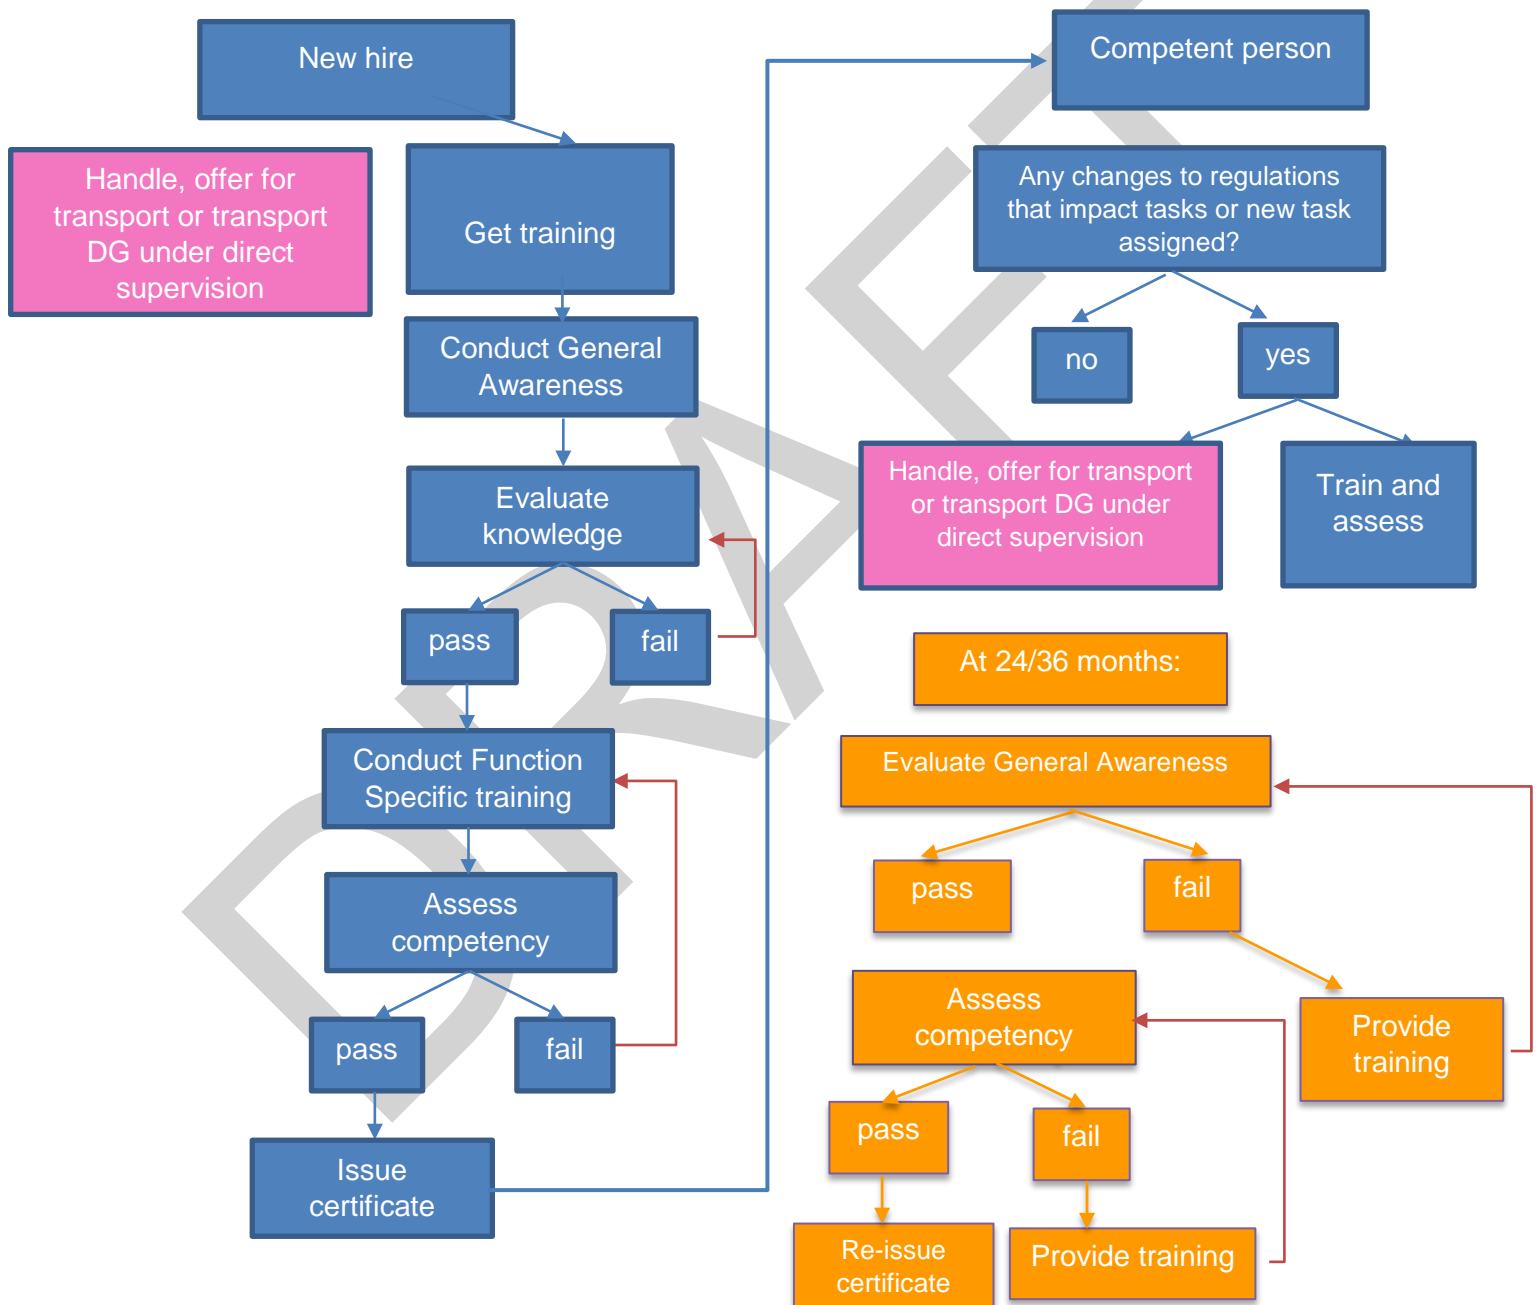 New hire
Handle, offer for
transport or transport
DG under direct
supervision
Get training
Conduct General
Awareness
Evaluate
knowledge
pass
fail
Conduct Function
Specific training
Assess
competency
pass
fail
Issue
certificate
Competent person
Any changes to regulations
that impact tasks or new task
assigned?
no
yes
Handle, offer for transport
or transport DG under
direct supervision
Train and
assess
At 24/36 months:
Evaluate General Awareness
pass
fail
Provide
training
Assess
competency
pass
fail
Re-issue
certificate
Provide training
DRAFT